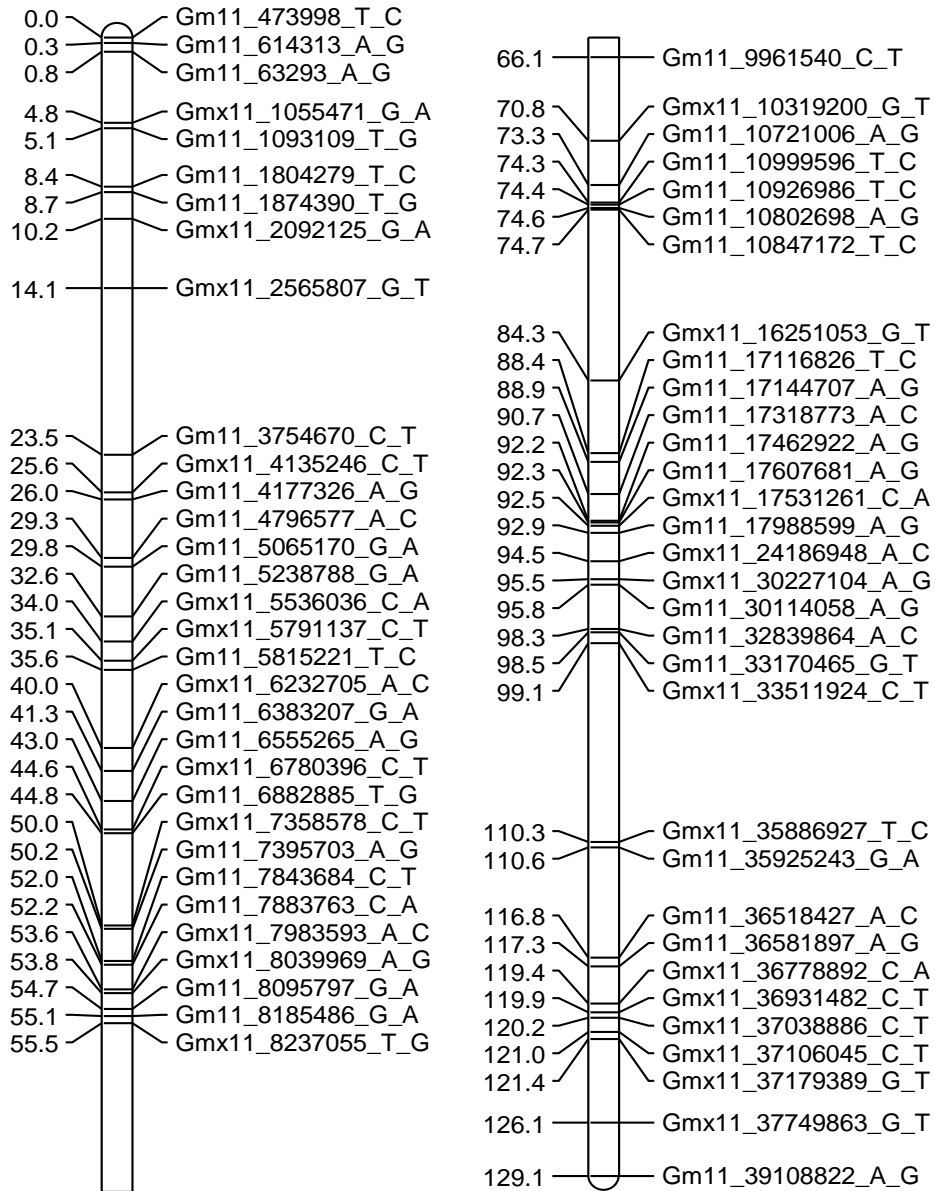 0.0 Gm11_473998_T_C
0.3 Gm11_614313_A_G
0.8 Gm11_63293_A_G
4.8 Gmx11_1055471_G_A
5.1 Gm11_1093109_T_G
8.4 Gm11_1804279_T_C
8.7 Gm11_1874390_T_G
10.2 Gmx11_2092125_G_A
14.1 Gmx11_2565807_G_T
23.5 Gm11_3754670_C_T
25.6 Gmx11_4135246_C_T
26.0 Gm11_4177326_A_G
29.3 Gm11_4796577_A_C
29.8 Gm11_5065170_G_A
32.6 Gm11_5238788_G_A
34.0 Gm11_5536036_C_A
35.1 Gmx11_5791137_C_T
35.6 Gm11_5815221_T_C
40.0 Gmx11_6232705_A_C
41.3 Gm11_6383207_G_A
43.0 Gm11_6555265_A_G
44.6 Gmx11_6780396_C_T
44.8 Gm11_6882885_T_G
50.0 Gmx11_7358578_C_T
50.2 Gm11_7395703_A_G
52.0 Gm11_7843684_C_T
52.2 Gm11_7883763_C_A
53.6 Gmx11_7983593_A_C
53.8 Gmx11_8039969_A_G
54.7 Gm11_8095797_G_A
55.1 Gm11_8185486_G_A
55.5 Gmx11_8237055_T_G
66.1 Gm11_9961540_C_T
70.8 Gmx11_10319200_G_T
73.3 Gm11_10721006_A_G
74.3 Gm11_10999596_T_C
74.4 Gm11_10926986_T_C
74.6 Gm11_10802698_A_G
74.7 Gm11_10847172_T_C
84.3 Gmx11_16251053_G_T
88.4 Gm11_17116826_T_C
88.9 Gm11_17144707_A_G
90.7 Gm11_17318773_A_C
92.2 Gm11_17462922_A_G
92.3 Gm11_17607681_A_G
92.5 Gmx11_17531261_C_A
92.9 Gm11_17988599_A_G
94.5 Gmx11_24186948_A_C
95.5 Gmx11_30227104_A_G
95.8 Gm11_30114058_A_G
98.3 Gm11_32839864_A_C
98.5 Gm11_33170465_G_T
99.1 Gmx11_33511924_C_T
110.3 Gmx11_35886927_T_C
110.6 Gm11_35925243_G_A
116.8 Gm11_36518427_A_C
117.3 Gm11_36581897_A_G
119.4 Gmx11_36778892_C_A
119.9 Gmx11_36931482_C_T
120.2 Gmx11_37038886_C_T
121.0 Gmx11_37106045_C_T
121.4 Gmx11_37179389_G_T
126.1 Gmx11_37749863_G_T
129.1 Gm11_39108822_A_G